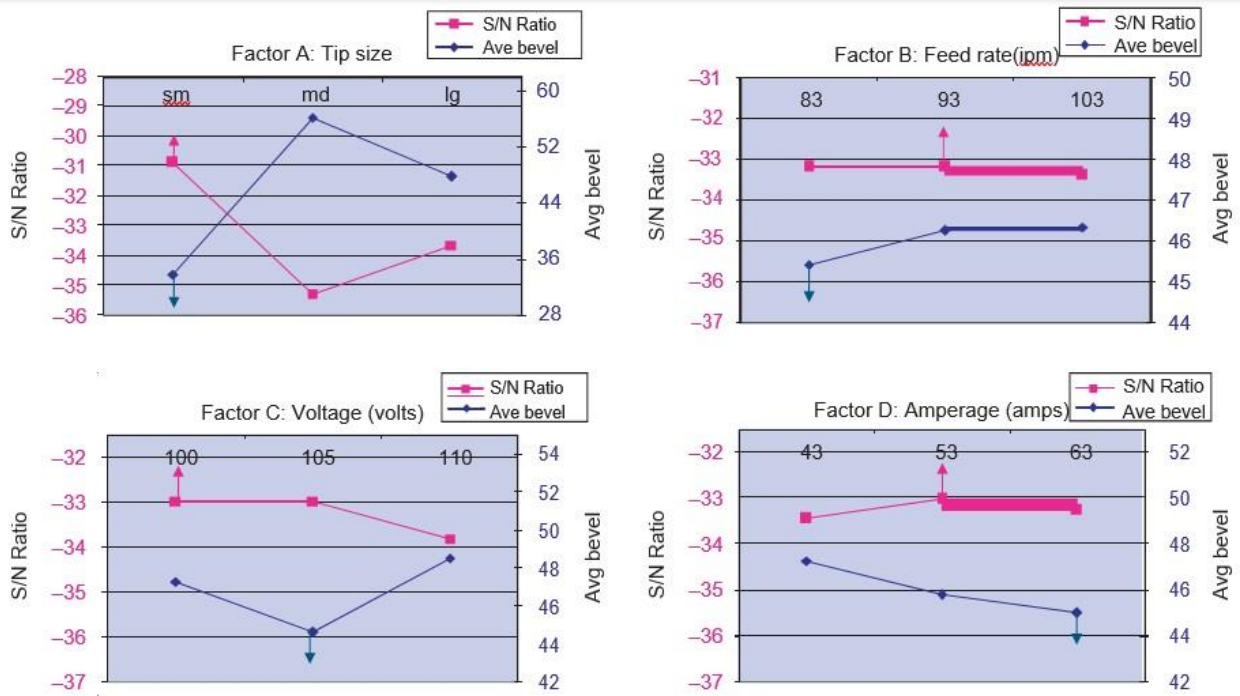 S/N Ratio
Ave bevel
Factor A: Tip size
–28
–29
–30
–31
–32
–33
–34
–35
–36
S/N Ratio
sm
md
lg
60
52
44
36
28
Avg bevel
S/N Ratio
Ave bevel
Factor B: Feed rate(ipm)
–31
–32
–33
–34
–35
–36
–37
S/N Ratio
83
93
103
50
49
48
47
46
45
44
Avg bevel
S/N Ratio
Ave bevel
Factor C: Voltage (volts)
–32
–33
–34
–35
–36
–37
S/N Ratio
100
105
110
54
52
50
48
46
44
42
Avg bevel
S/N Ratio
Ave bevel
Factor D: Amperage (amps)
–32
–33
–34
–35
–36
–37
S/N Ratio
43
53
63
52
50
48
46
44
42
Avg bevel